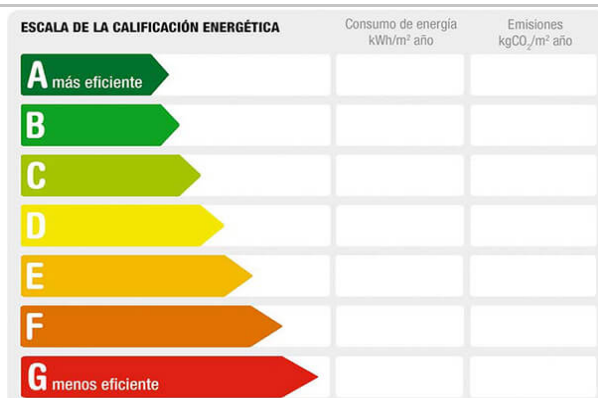 ESCALA DE LA CALIFICACIÓN ENERGÉTICA
Consumo de energía
kWh/m² año
Emisiones
kgCO₂/m² año
A más eficiente
B
C
D
E
F
G menos eficiente